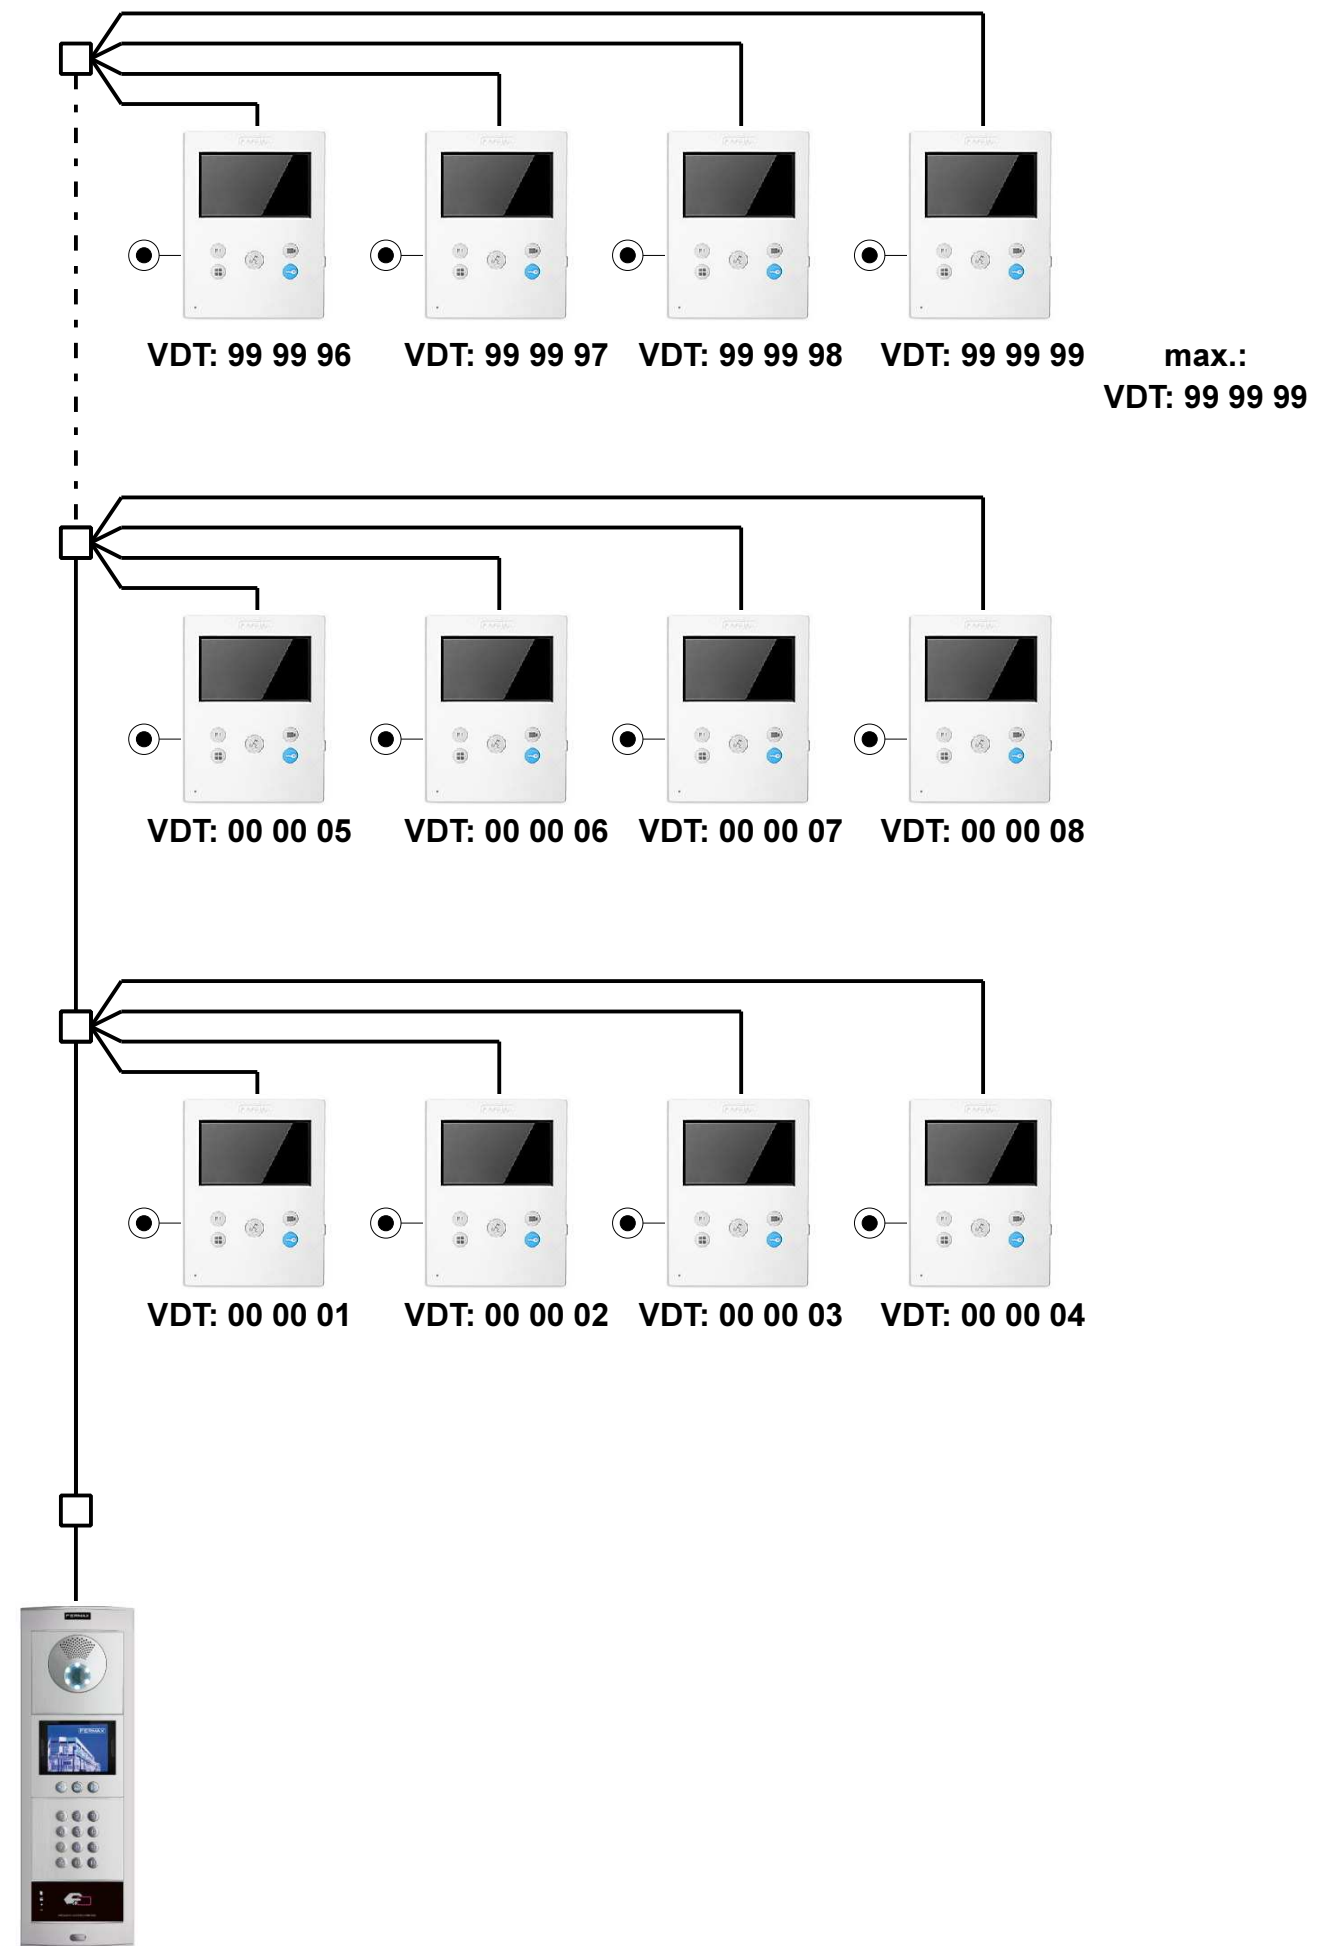 VDT: 99 99 96
VDT: 99 99 97
VDT: 99 99 98
VDT: 99 99 99
max.:
VDT: 99 99 99
VDT: 00 00 05
VDT: 00 00 06
VDT: 00 00 07
VDT: 00 00 08
VDT: 00 00 01
VDT: 00 00 02
VDT: 00 00 03
VDT: 00 00 04
FERMAX
FERMAX